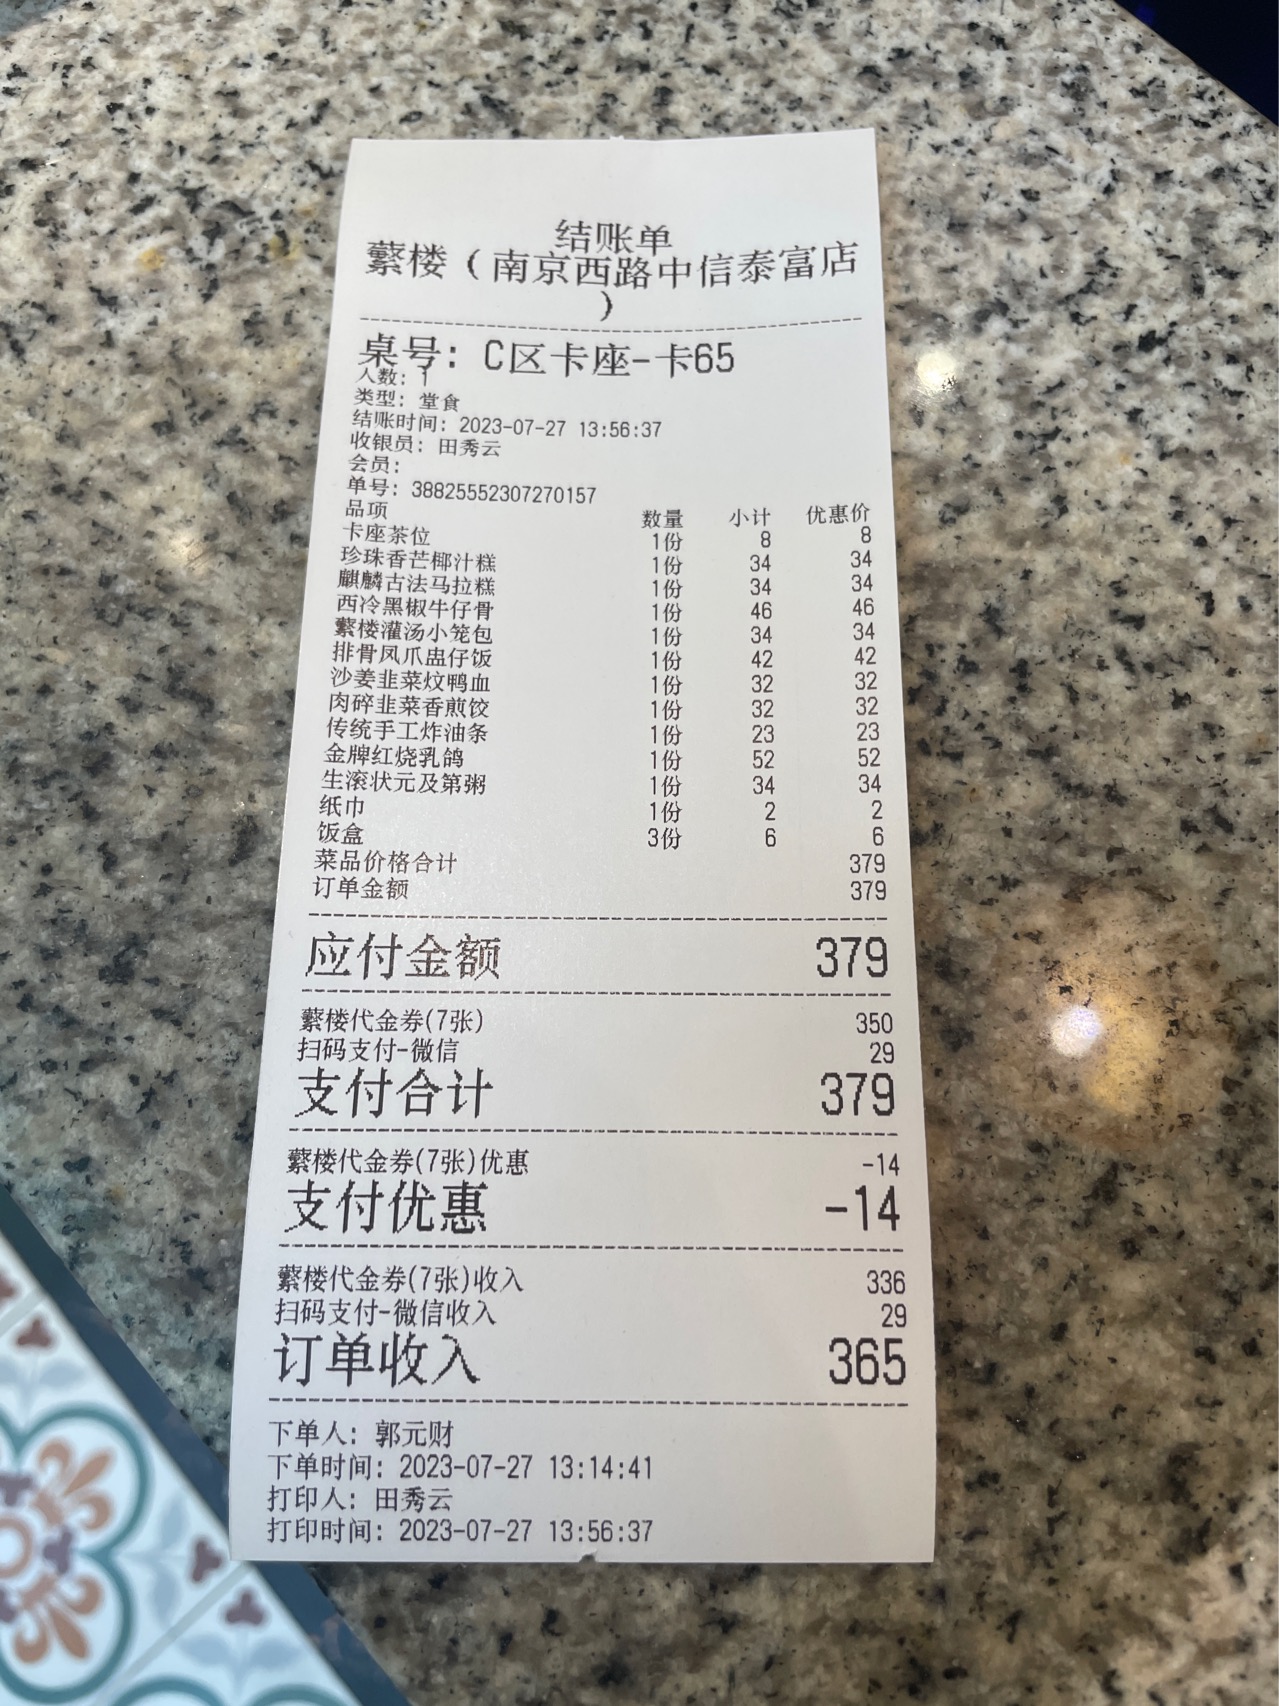 结账单
蘩楼（南京西路中信泰富店
）
桌号：C区卡座-卡65
人数：1
类型：堂食
结账时间：2023-07-27 13:56:37
收银员：田秀云
会员：
单号：38825552307270157
品项 数量 小计 优惠价
卡座茶位 1份 8 8
珍珠香芒椰汁糕 1份 34 34
麒麟古法马拉糕 1份 34 34
西冷黑椒牛仔骨 1份 46 46
蘩楼灌汤小笼包 1份 34 34
排骨凤爪盅仔饭 1份 42 42
沙姜韭菜炆鸭血 1份 32 32
肉碎韭菜香煎饺 1份 32 32
传统手工炸油条 1份 23 23
金牌红烧乳鸽 1份 52 52
生滚状元及第粥 1份 34 34
纸巾 1份 2 2
饭盒 3份 6 6
菜品价格合计 379
订单金额 379
应付金额 379
蘩楼代金券(7张) 350
扫码支付-微信 29
支付合计 379
蘩楼代金券(7张)优惠 -14
支付优惠 -14
蘩楼代金券(7张)收入 336
扫码支付-微信收入 29
订单收入 365
下单人：郭元财
下单时间：2023-07-27 13:14:41
打印人：田秀云
打印时间：2023-07-27 13:56:37